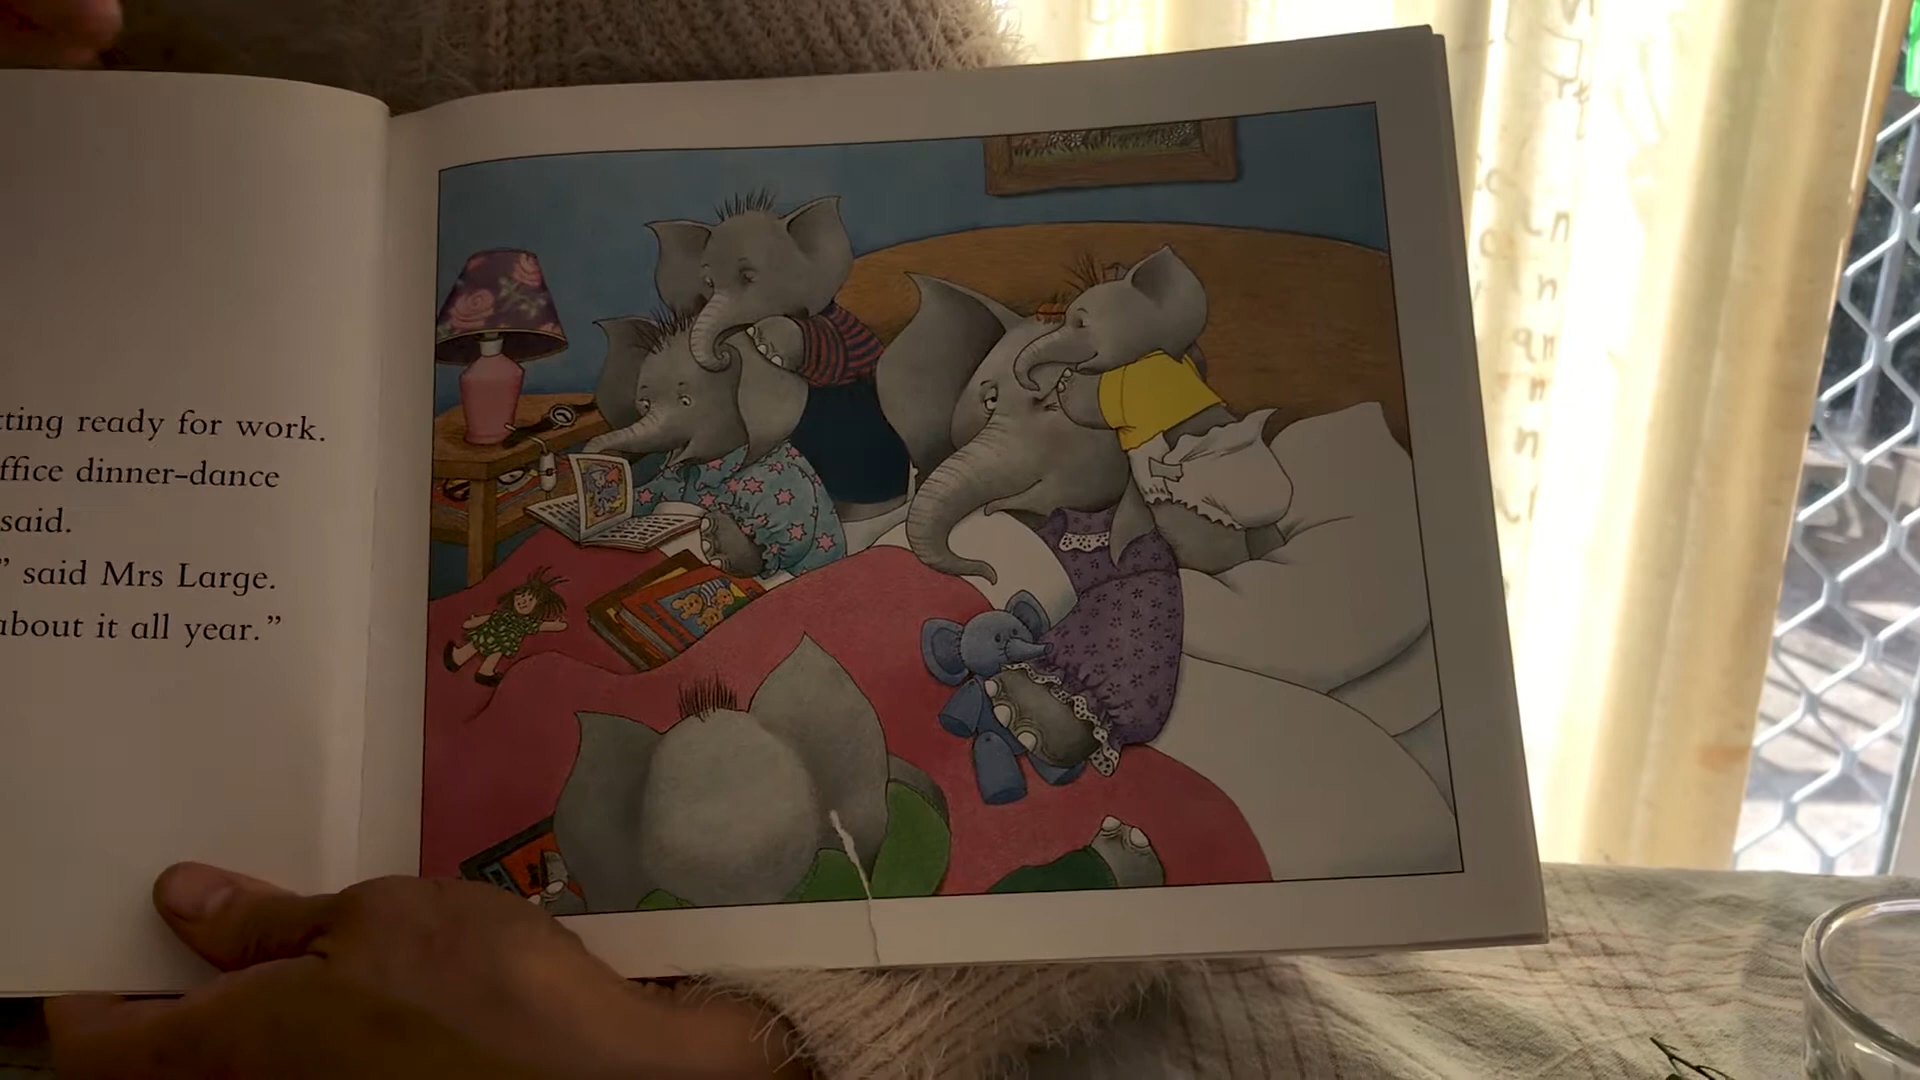 tting ready for work.
ffice dinner-dance
said.
" said Mrs Large.
about it all year."